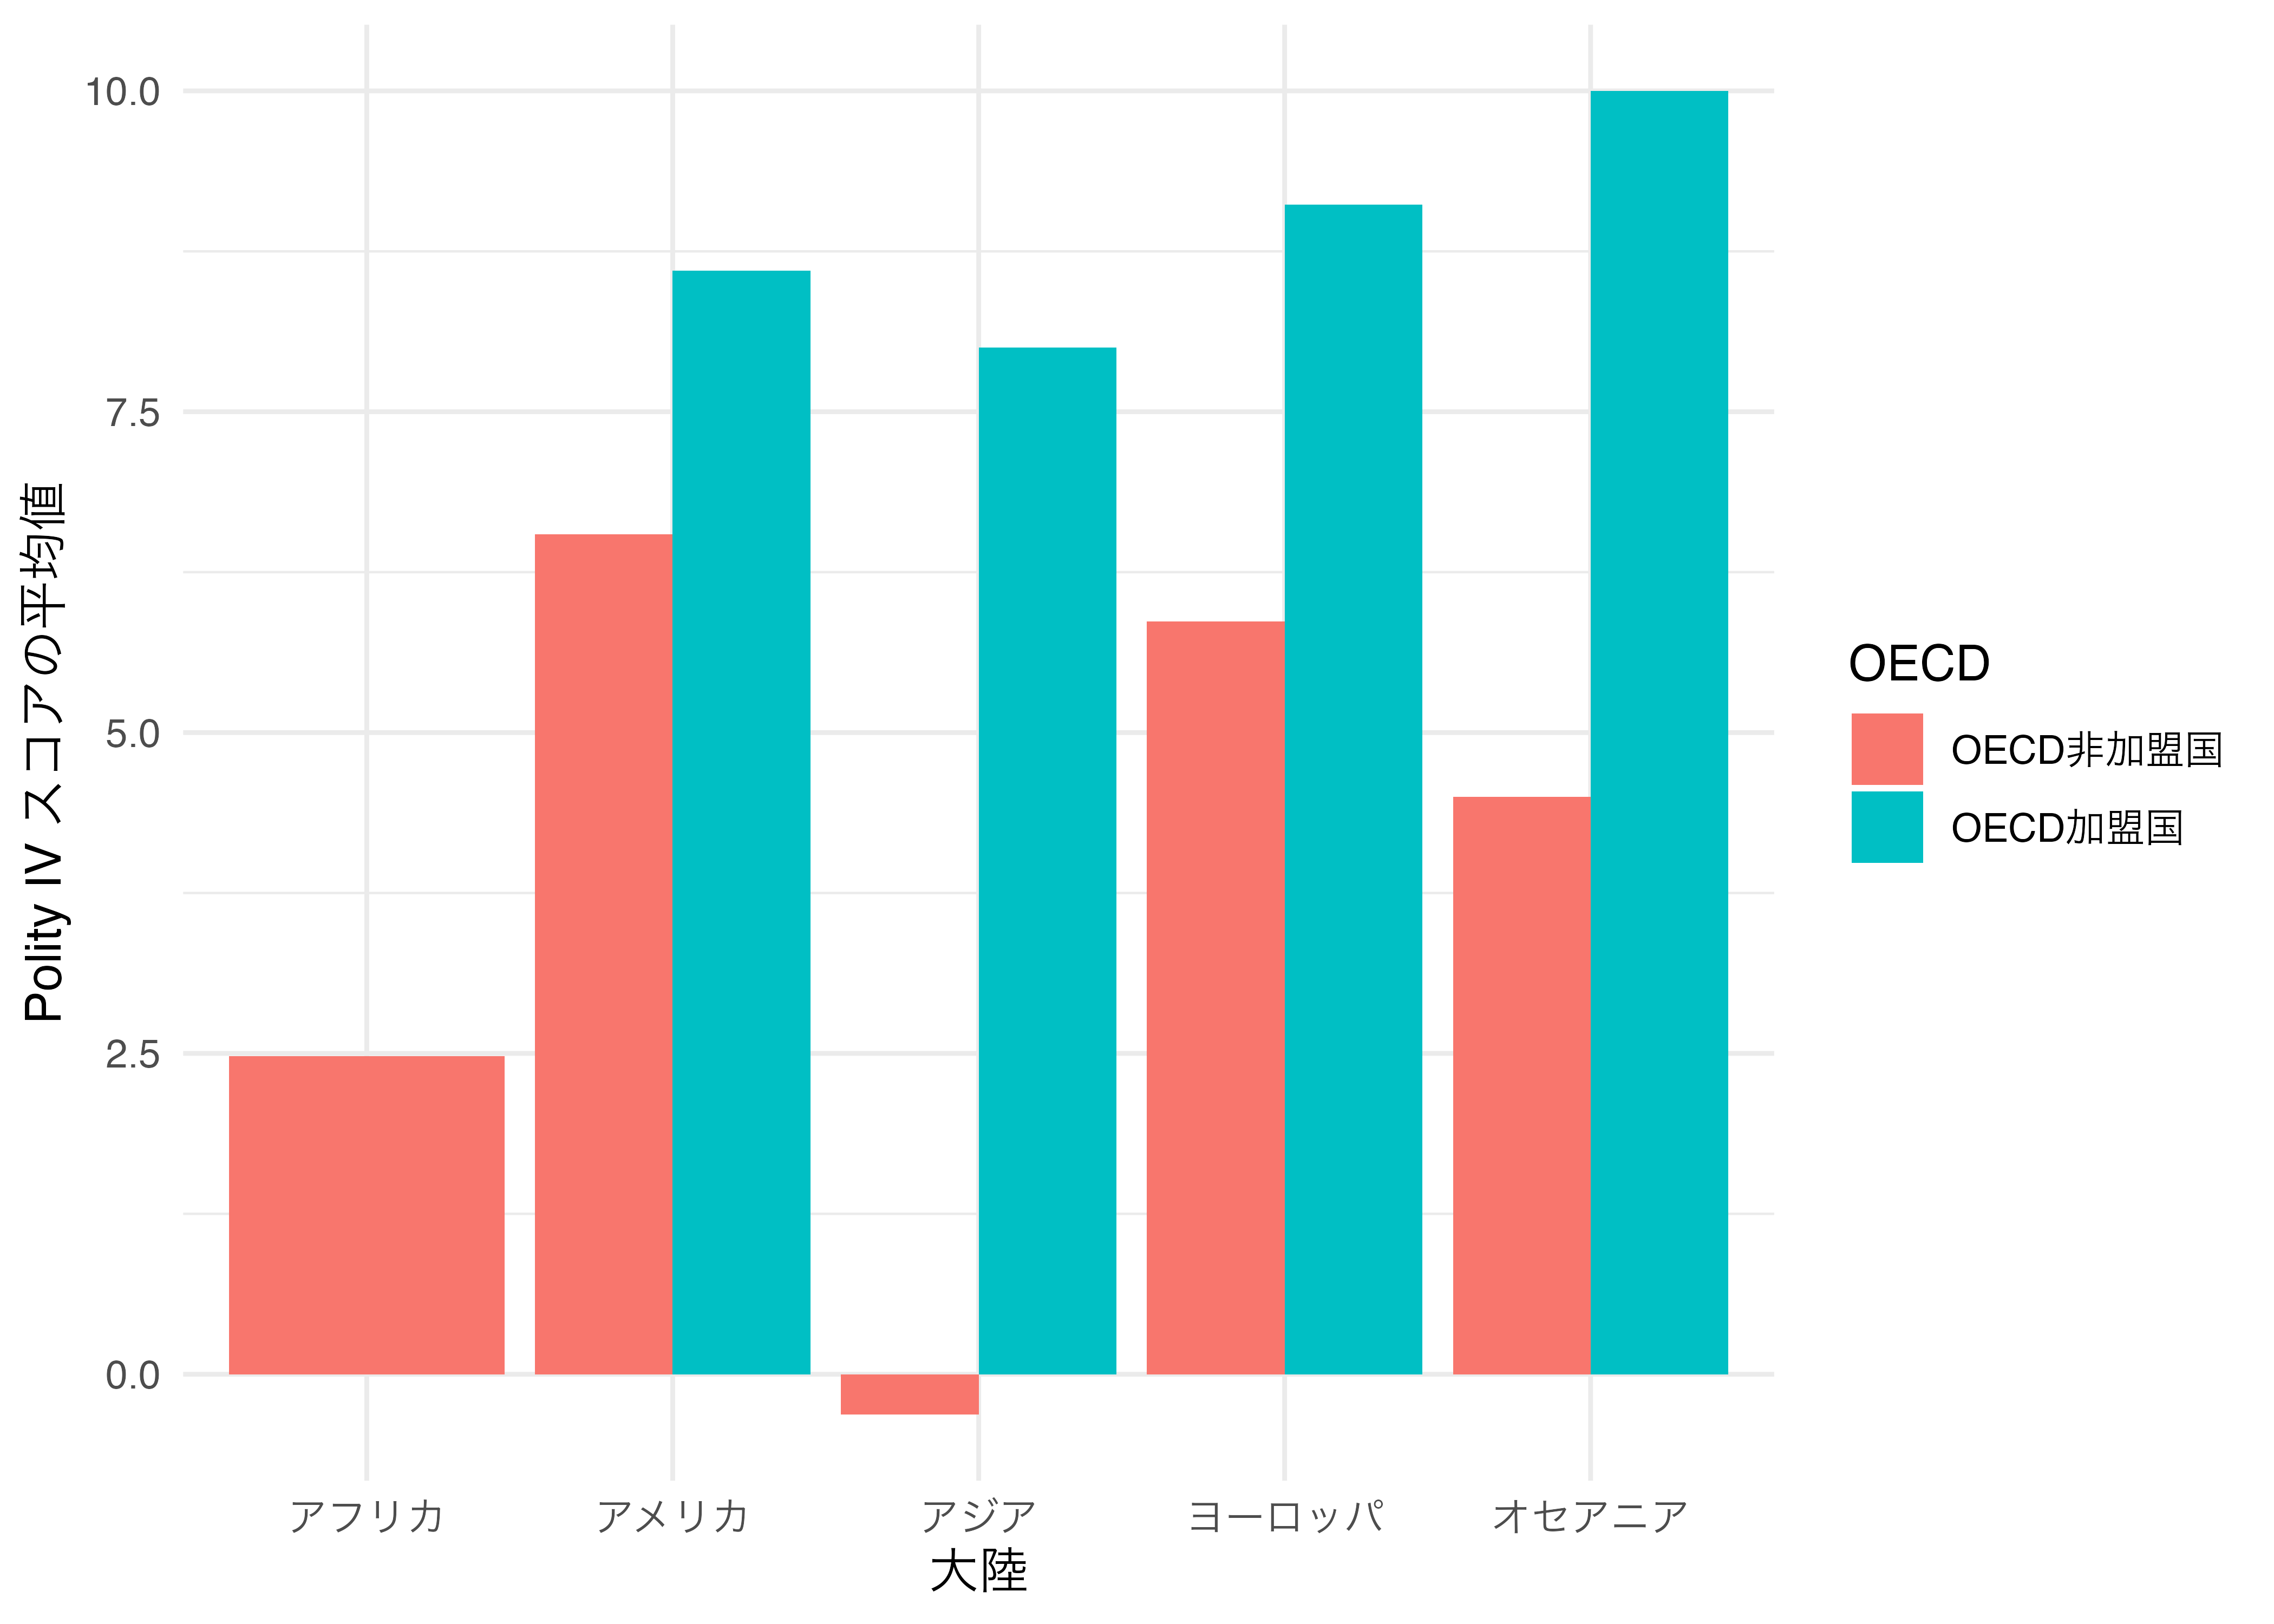 Polity IV スコアの平均値
10.0
7.5
5.0
2.5
0.0
アフリカ
アメリカ
アジア
ヨーロッパ
オセアニア
大陸
OECD
OECD非加盟国
OECD加盟国